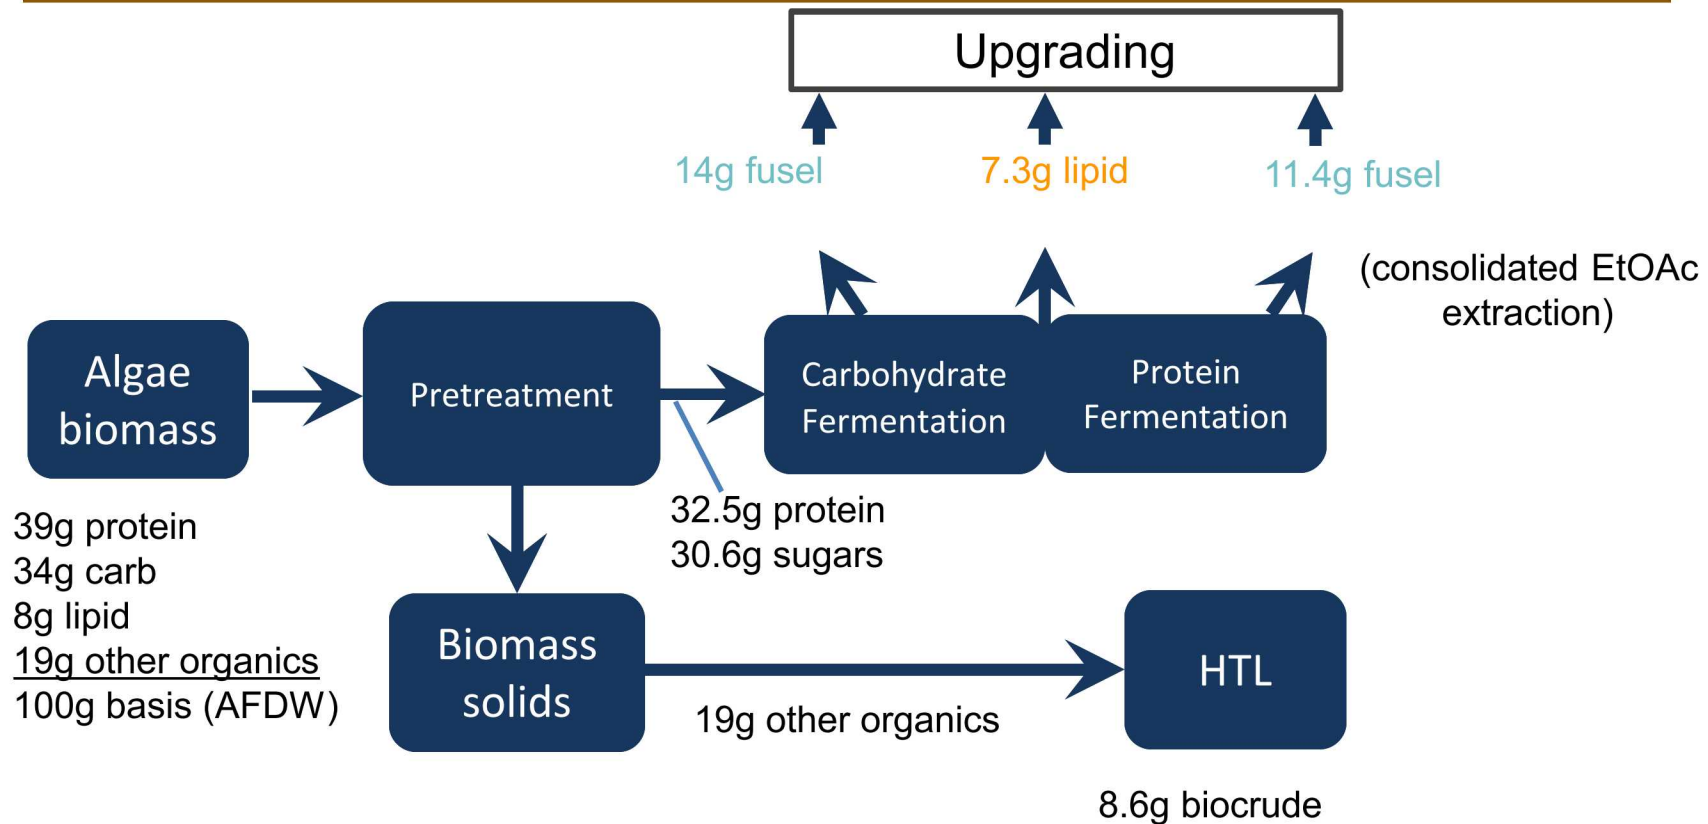 Upgrading
14g fusel
7.3g lipid
11.4g fusel
(consolidated EtOAc
extraction)
Algae
biomass
Pretreatment
Carbohydrate
Fermentation
Protein
Fermentation
39g protein
34g carb
8g lipid
19g other organics
100g basis (AFDW)
32.5g protein
30.6g sugars
Biomass
solids
19g other organics
HTL
8.6g biocrude